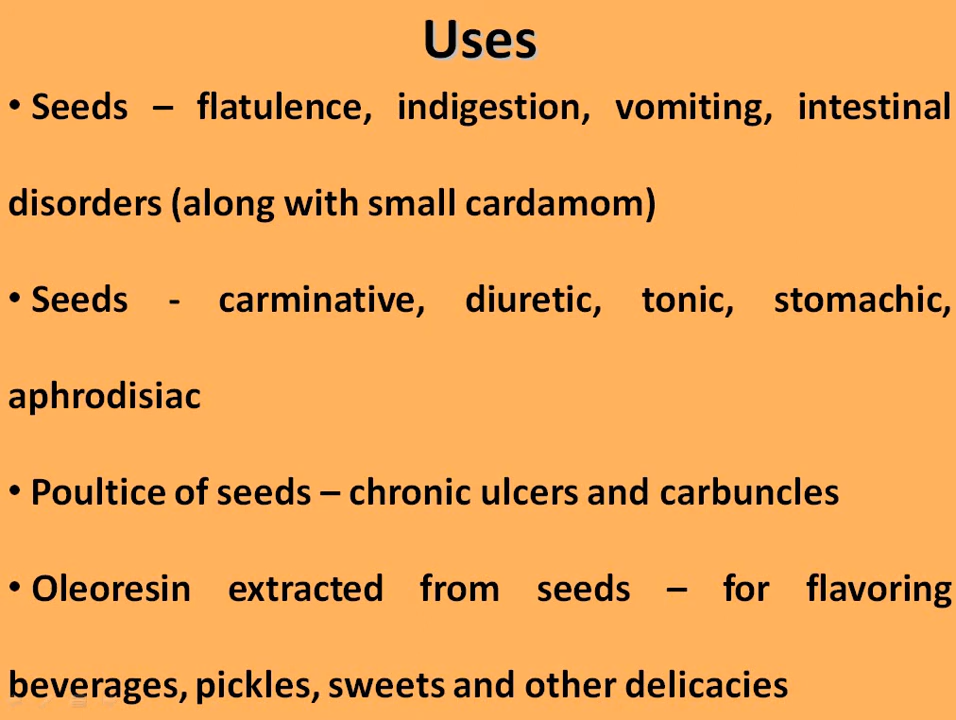 Uses
• Seeds – flatulence, indigestion, vomiting, intestinal
disorders (along with small cardamom)
• Seeds - carminative, diuretic, tonic, stomachic,
aphrodisiac
• Poultice of seeds – chronic ulcers and carbuncles
• Oleoresin extracted from seeds – for flavoring
beverages, pickles, sweets and other delicacies